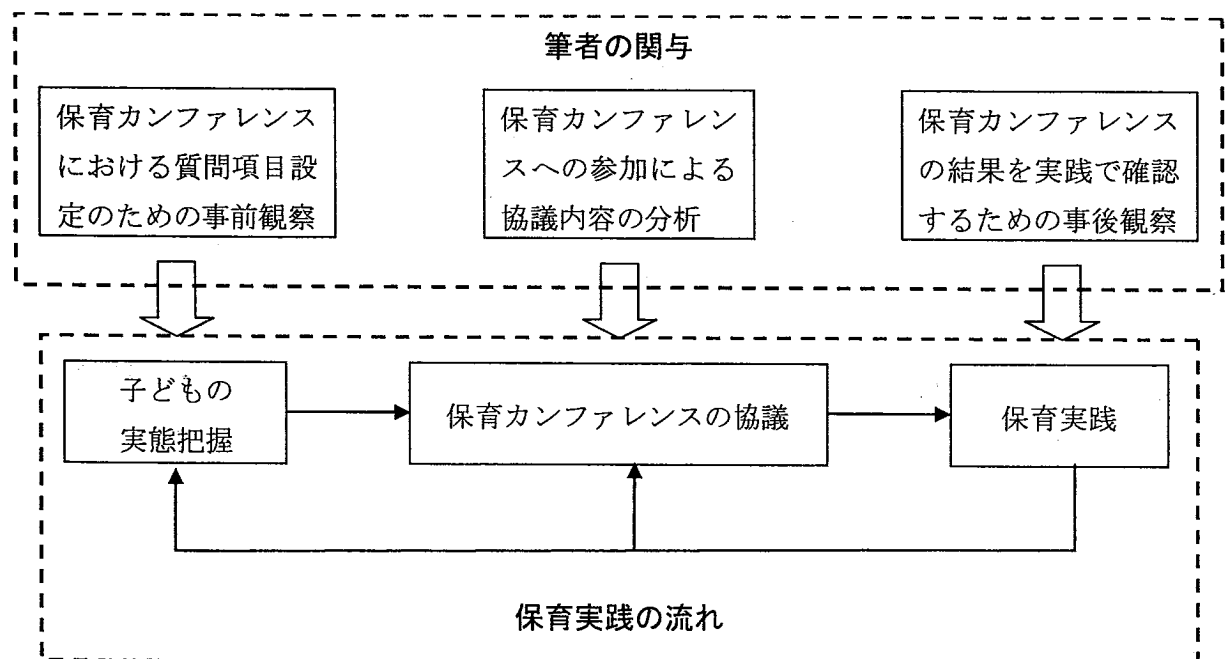 筆者の関与
保育カンファレンス
における質問項目設
定のための事前観察
保育カンファレン
スへの参加による
協議内容の分析
保育カンファレンス
の結果を実践で確認
するための事後観察
子どもの
実態把握
保育カンファレンスの協議
保育実践
保育実践の流れ